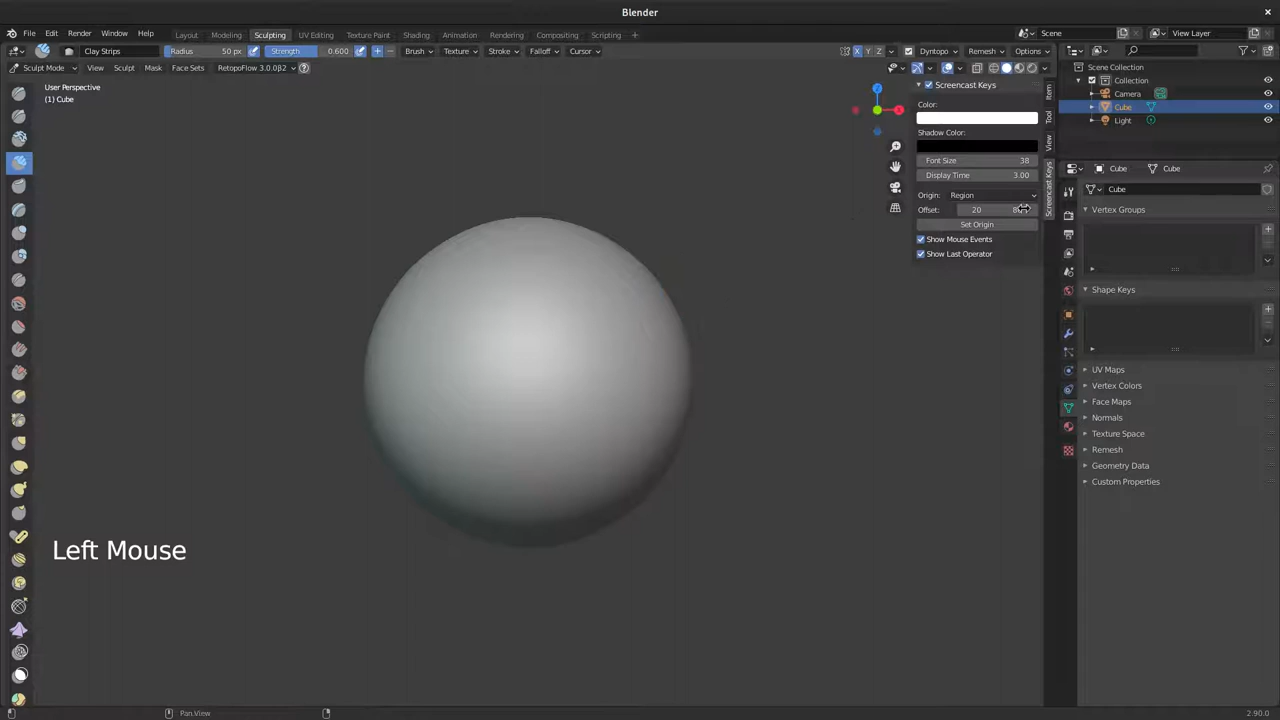 Blender
File Edit Render Window Help Layout Modeling Sculpting UV Editing Texture Paint Shading Animation Rendering Compositing Scripting Scene View Layer
Clay Strips Radius 50 px Strength 0.600 Brush Texture Stroke Falloff Cursor X Y Z Dyntopo Remesh Options
Sculpt Mode View Sculpt Mask Face Sets RetopoFlow 3.0.0β2
User Perspective
(1) Cube
Z
X
Screencast Keys
Color:
Shadow Color:
Font Size 38
Display Time 3.00
Origin: Region
Offset: 20
Set Origin
Show Mouse Events
Show Last Operator
Item
Tool
View
Screencast Keys
Scene Collection
Collection
Camera
Cube
Light
Cube Cube
Cube
Vertex Groups
Shape Keys
UV Maps
Vertex Colors
Face Maps
Normals
Texture Space
Remesh
Geometry Data
Custom Properties
Left Mouse
Pan View
2.90.0